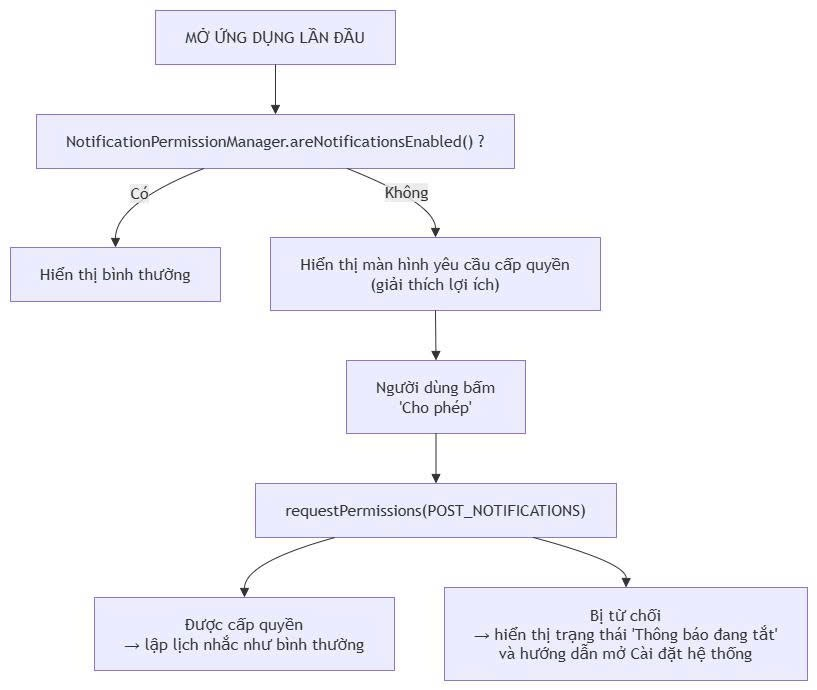 MỞ ỨNG DỤNG LẦN ĐẦU
NotificationPermissionManager.areNotificationsEnabled() ?
Có
Không
Hiển thị bình thường
Hiển thị màn hình yêu cầu cấp quyền
(giải thích lợi ích)
Người dùng bấm
'Cho phép'
requestPermissions(POST_NOTIFICATIONS)
Được cấp quyền
→ lập lịch nhắc như bình thường
Bị từ chối
→ hiển thị trạng thái 'Thông báo đang tắt'
và hướng dẫn mở Cài đặt hệ thống